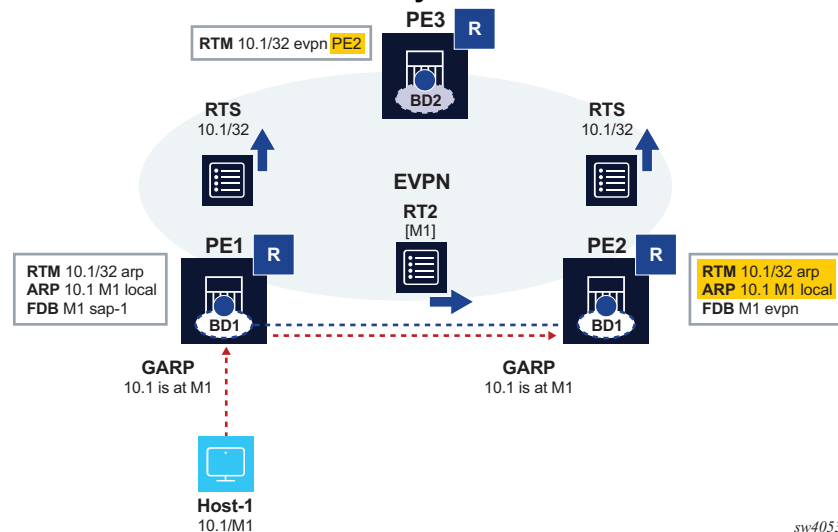 PE3
R
RTM 10.1/32 evpn PE2
BD2
RTS
10.1/32
RTS
10.1/32
EVPN
RT2
[M1]
PE1
R
PE2
R
RTM 10.1/32 arp
ARP 10.1 M1 local
FDB M1 sap-1
BD1
BD1
RTM 10.1/32 arp
ARP 10.1 M1 local
FDB M1 evpn
GARP
10.1 is at M1
GARP
10.1 is at M1
Host-1
10.1/M1